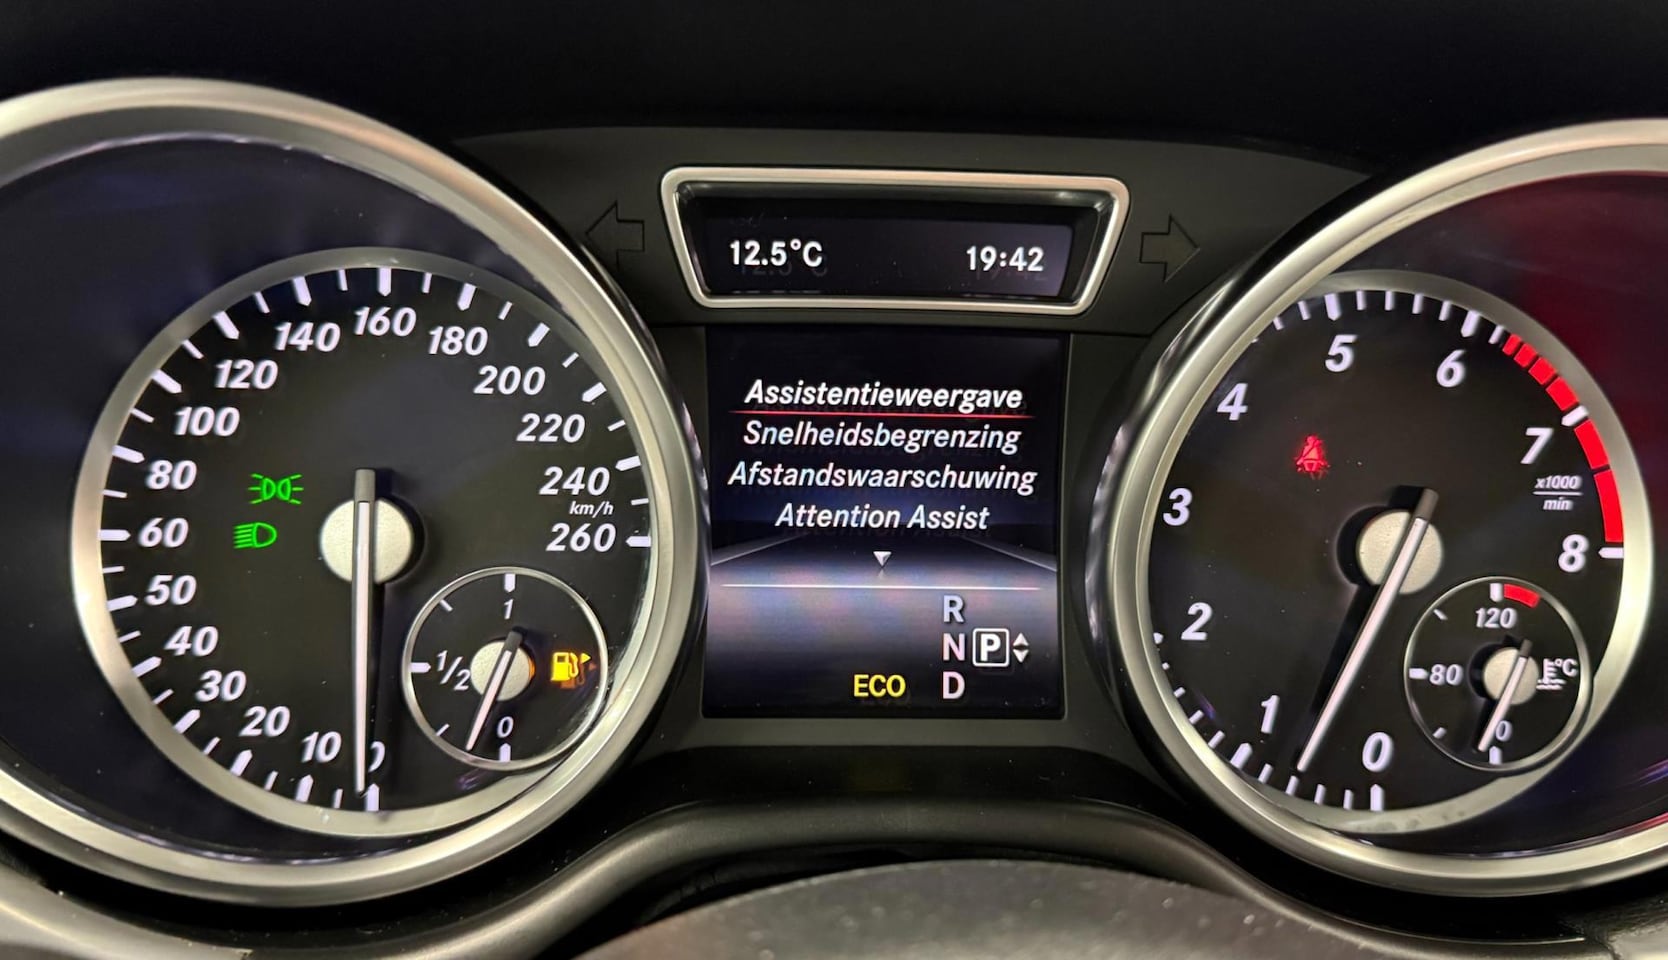 12.5°C 19:42
Assistentieweergave
Snelheidsbegrenzing
Afstandswaarschuwing
Attention Assist
R
N P
ECO D
0
10
20
30
40
50
60
80
100
120
140
160
180
200
220
240
km/h
260
1
1/2
0
0
1
2
3
4
5
6
7
x1000
min
8
120
80
°C
0